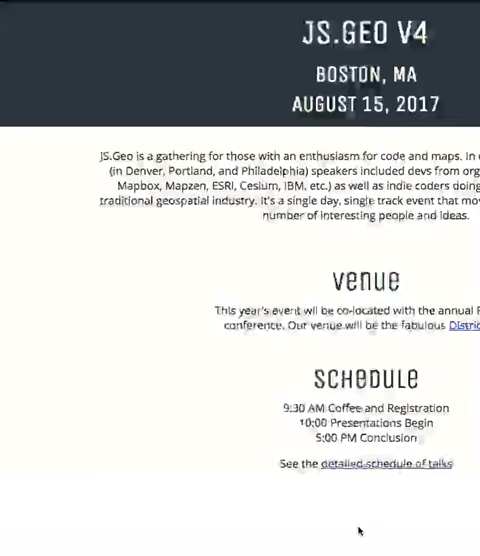 JS.GEO V4
BOSTON, MA
AUGUST 15, 2017
JS.Geo is a gathering for those with an enthusiasm for code and maps. In
(in Denver, Portland, and Philadelphia) speakers included devs from
Mapbox, Mapzen, ESRI, Cesium, IBM, etc.) as well as indie coders doing
traditional geospatial industry. It's a single day, single track event that
number of interesting people and ideas.
venue
This year's event will be co-located with the annual
conference. Our venue will be the fabulous
SCHEDULE
9:30 AM Coffee and Registration
10:00 Presentations Begin
5:00 PM Conclusion
See the detailed schedule of talks